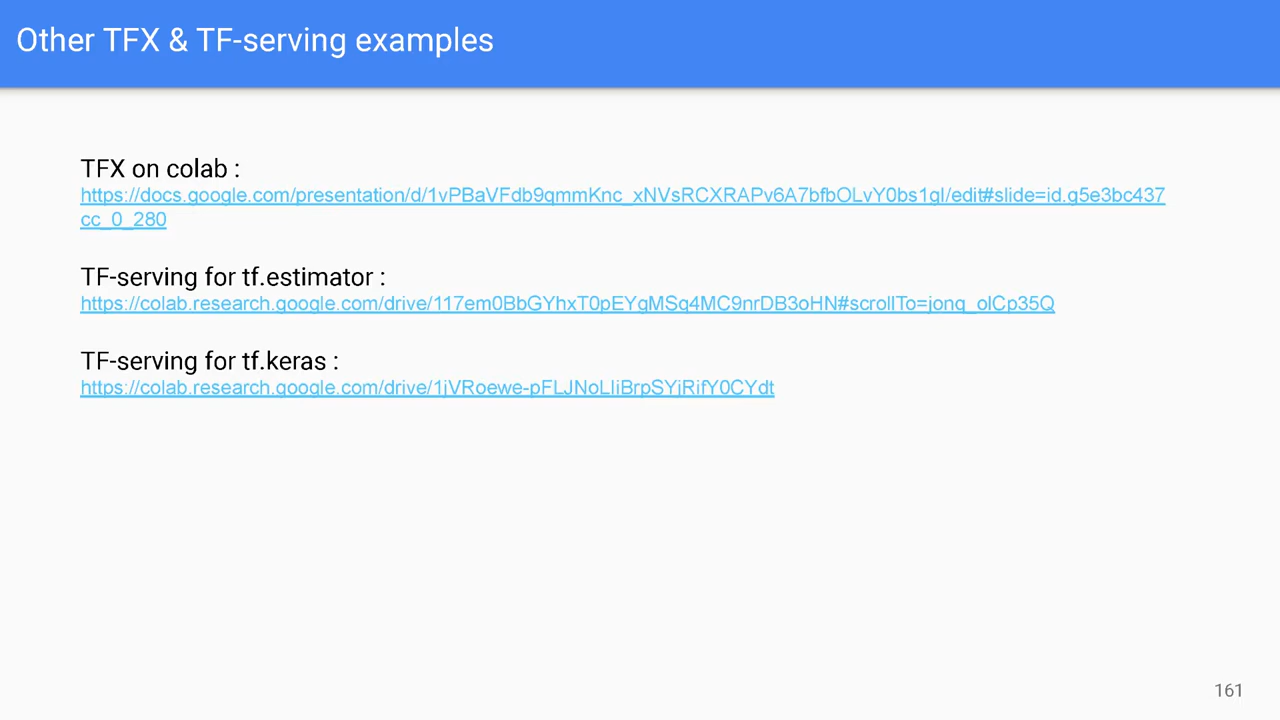 Other TFX & TF-serving examples
TFX on colab :
https://docs.google.com/presentation/d/1vPBaVFdb9qmmKnc_xNVsRCXRAPv6A7bfbOLvY0bs1gI/edit#slide=id.g5e3bc437
cc_0_280
TF-serving for tf.estimator :
https://colab.research.google.com/drive/117em0BbGYhxT0pEYgMSq4MC9nrDB3oHN#scrollTo=jonq_olCp35Q
TF-serving for tf.keras :
https://colab.research.google.com/drive/1jVRoewe-pFLJNoLIjBrpSYjRifY0CYdt
161